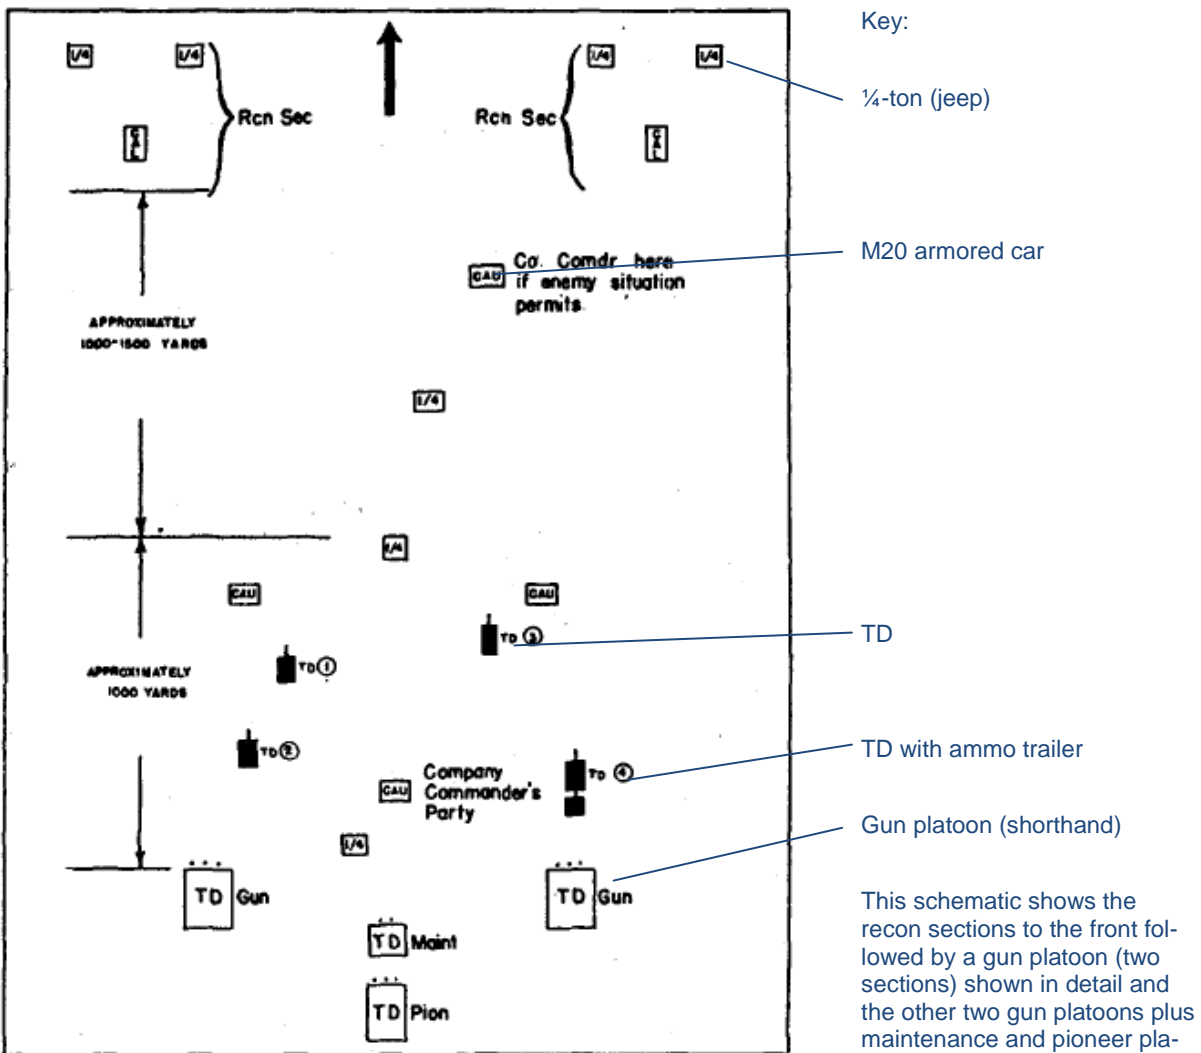 Key:
1/4
1/4
1/4
1/4
¼-ton (jeep)
Rcn Sec
Rcn Sec
CAL
CAL
M20 armored car
CAU
Co. Comdr here
if enemy situation
permits.
APPROXIMATELY
1000-1500 YARDS
1/4
1/4
CAU
CAU
TD
TD ③
TD ①
APPROXIMATELY
1000 YARDS
TD ②
TD with ammo trailer
TD ④
CAU
Company
Commander's
Party
Gun platoon (shorthand)
1/4
TD Gun
TD Gun
This schematic shows the
recon sections to the front fol-
lowed by a gun platoon (two
sections) shown in detail and
the other two gun platoons plus
maintenance and pioneer pla-
TD Maint
TD Pion